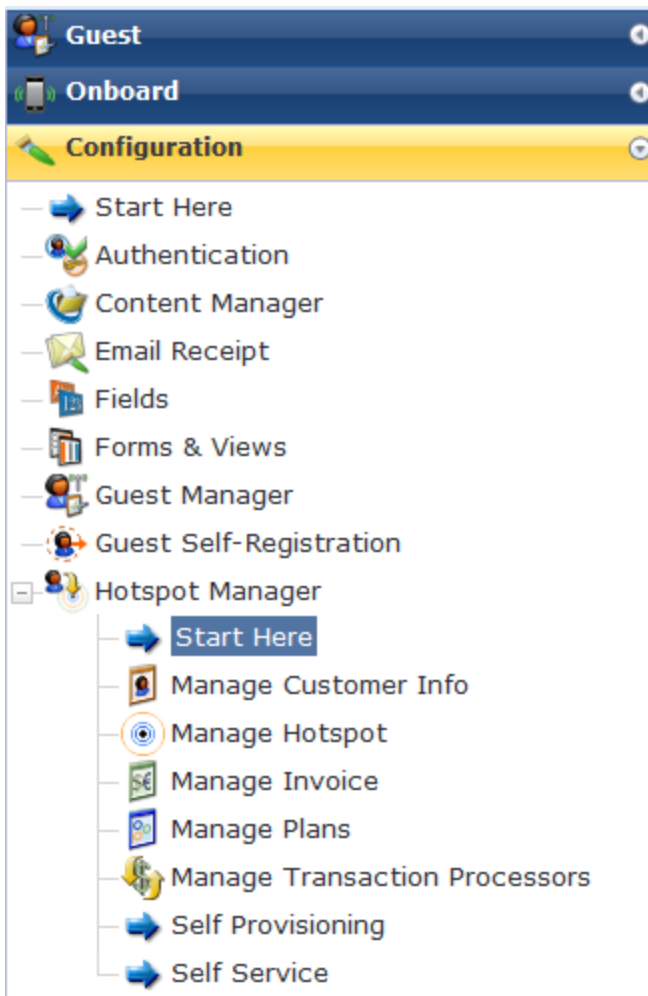 Guest
Onboard
Configuration
Start Here
Authentication
Content Manager
Email Receipt
Fields
Forms & Views
Guest Manager
Guest Self-Registration
Hotspot Manager
Start Here
Manage Customer Info
Manage Hotspot
Manage Invoice
Manage Plans
Manage Transaction Processors
Self Provisioning
Self Service